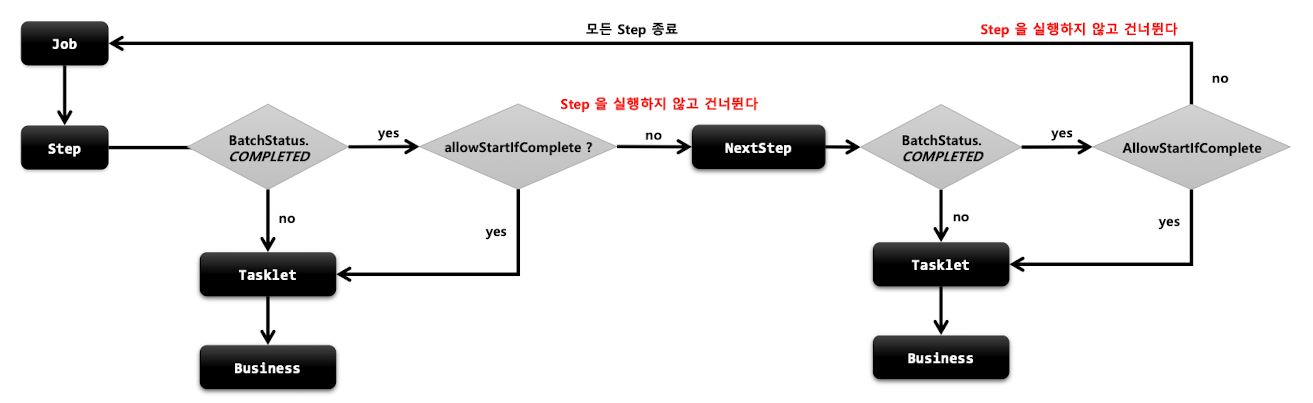 모든 Step 종료
Step 을 실행하지 않고 건너뛴다
Job
no
Step 을 실행하지 않고 건너뛴다
Step
BatchStatus.
COMPLETED
yes
allowStartIfComplete ?
no
NextStep
BatchStatus.
COMPLETED
yes
AllowStartIfComplete
no
yes
no
yes
Tasklet
Tasklet
Business
Business